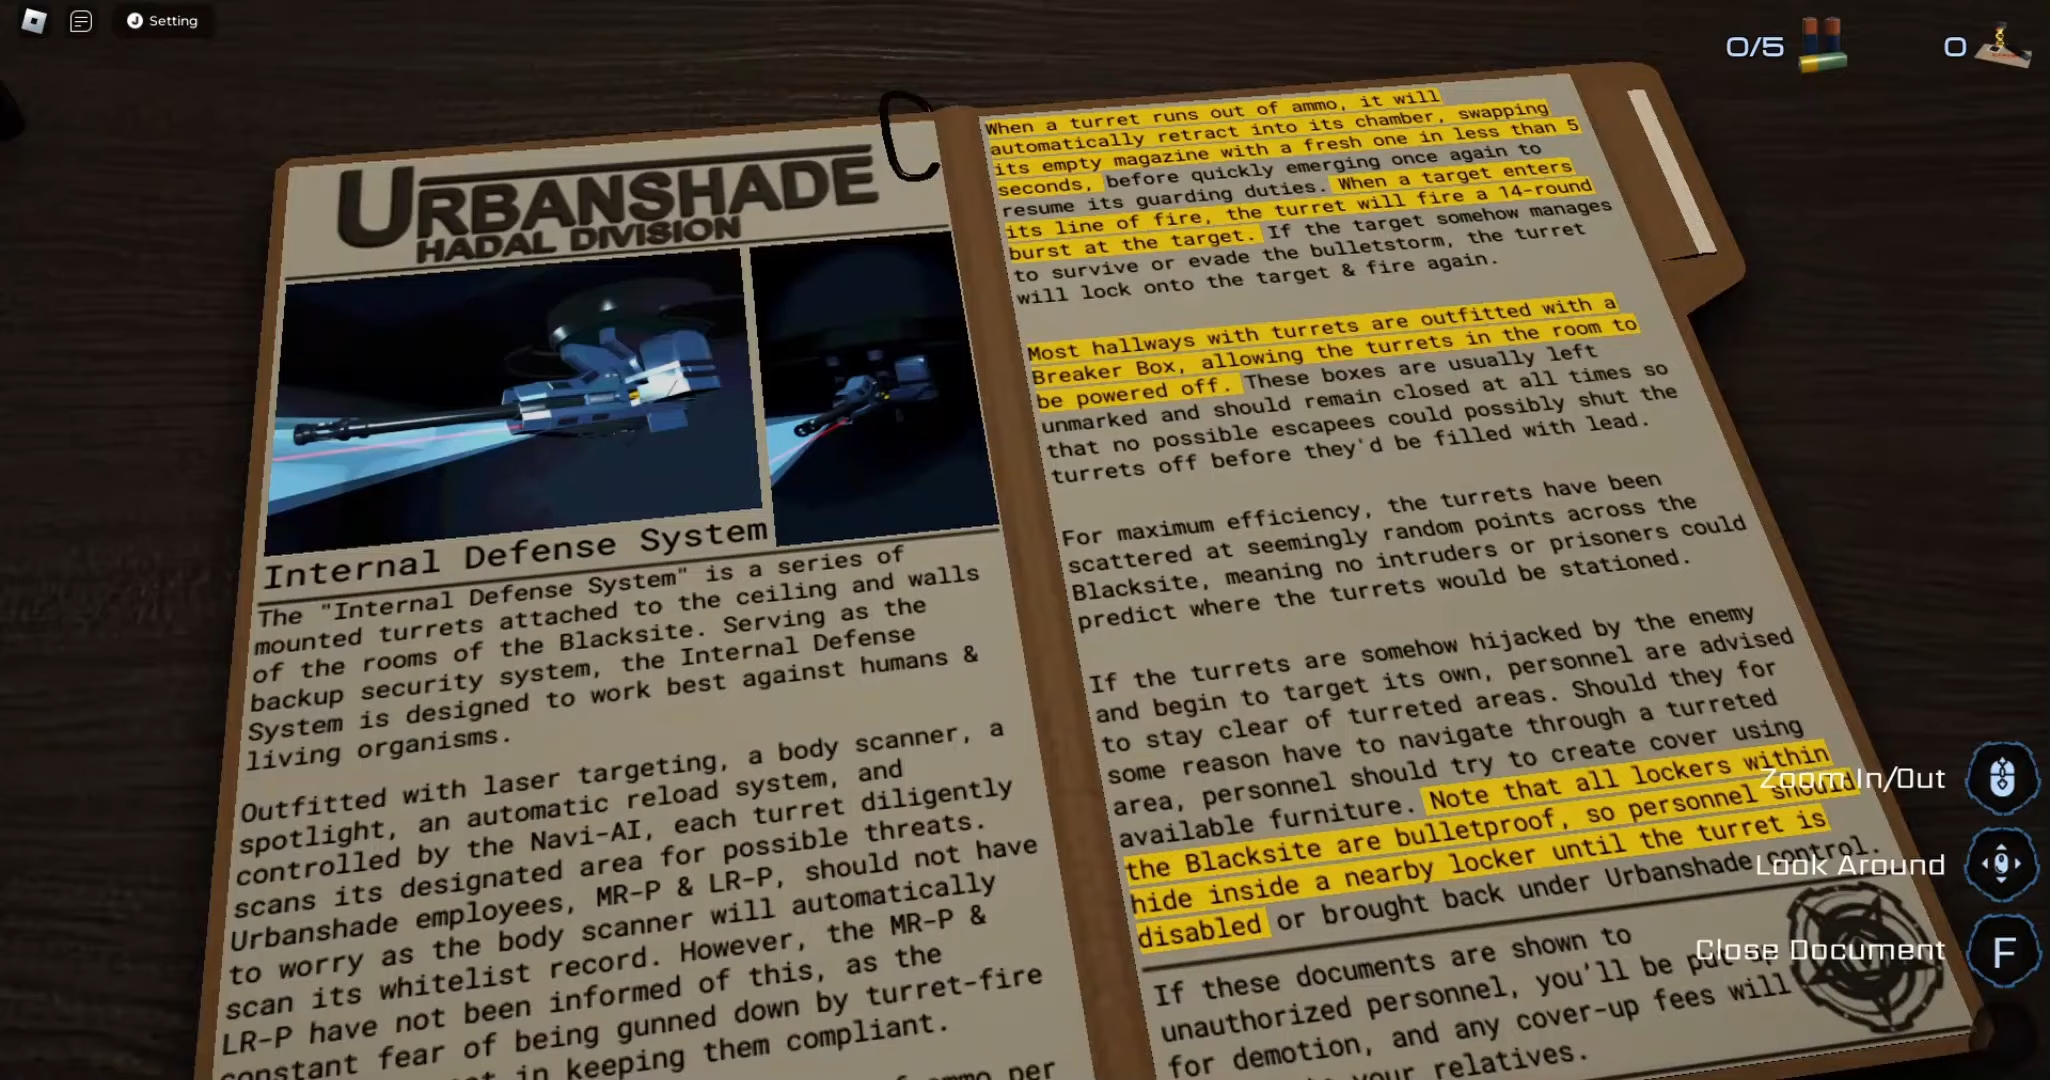 Setting
0/5
0
URBANSHADE
HADAL DIVISION
Internal Defense System
The "Internal Defense System" is a series of
mounted turrets attached to the ceiling and walls
of the rooms of the Blacksite. Serving as the
backup security system, the Internal Defense
System is designed to work best against humans &
living organisms.
Outfitted with laser targeting, a body scanner, a
spotlight, an automatic reload system, and
controlled by the Navi-AI, each turret diligently
scans its designated area for possible threats.
Urbanshade employees, MR-P & LR-P, should not have
to worry as the body scanner will automatically
scan its whitelist record. However, the MR-P &
LR-P have not been informed of this, as the
constant fear of being gunned down by turret-fire
in keeping them compliant.
ammo per
When a turret runs out of ammo, it will
automatically retract into its chamber, swapping
its empty magazine with a fresh one in less than 5
seconds, before quickly emerging once again to
resume its guarding duties. When a target enters
its line of fire, the turret will fire a 14-round
burst at the target. If the target somehow manages
to survive or evade the bulletstorm, the turret
will lock onto the target & fire again.
Most hallways with turrets are outfitted with a
Breaker Box, allowing the turrets in the room to
be powered off. These boxes are usually left
unmarked and should remain closed at all times so
that no possible escapees could possibly shut the
turrets off before they'd be filled with lead.
For maximum efficiency, the turrets have been
scattered at seemingly random points across the
Blacksite, meaning no intruders or prisoners could
predict where the turrets would be stationed.
If the turrets are somehow hijacked by the enemy
and begin to target its own, personnel are advised
to stay clear of turreted areas. Should they for
some reason have to navigate through a turreted
area, personnel should try to create cover using
available furniture. Note that all lockers within
the Blacksite are bulletproof, so personnel should
hide inside a nearby locker until the turret is
disabled or brought back under Urbanshade control.
If these documents are shown to
unauthorized personnel, you'll be put
for demotion, and any cover-up fees will
your relatives.
Zoom In/Out
Look Around
Close Document
F